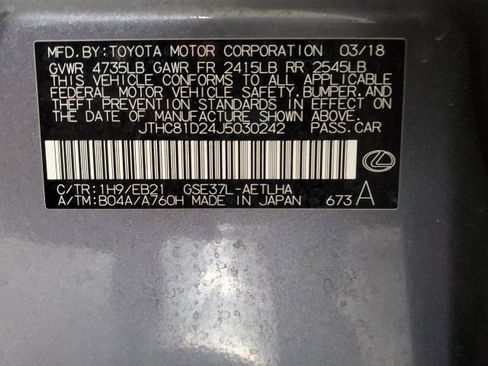 MFD. BY: TOYOTA MOTOR CORPORATION 03/18
GVWR 4735LB GAWR FR 2415LB RR 2545LB
THIS VEHICLE CONFORMS TO ALL APPLICABLE
FEDERAL MOTOR VEHICLE SAFETY, BUMPER, AND
THEFT PREVENTION STANDARDS IN EFFECT ON
THE DATE OF MANUFACTURE SHOWN ABOVE.
JTHC81D24J5030242 PASS. CAR
C/TR: 1H9/EB21 GSE37L-AETLHA
A/TM: B04A/A760H MADE IN JAPAN 673 A